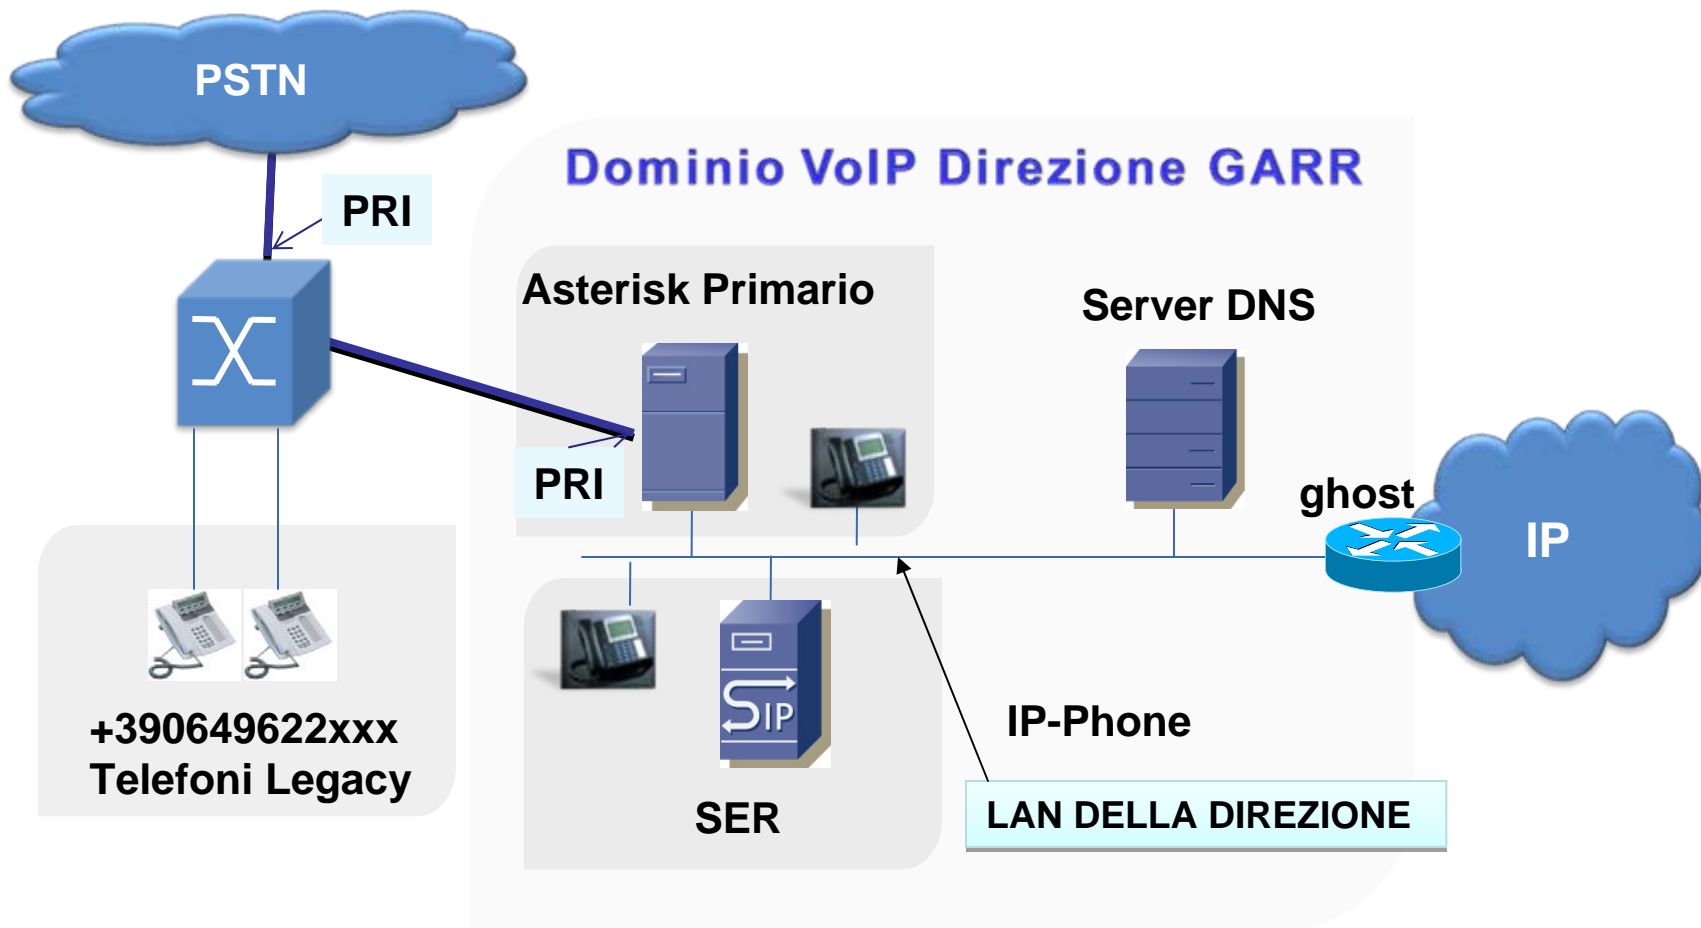 PSTN
Dominio VoIP Direzione GARR
PRI
Asterisk Primario
Server DNS
PRI
ghost
IP
SIP
+390649622xxx
Telefoni Legacy
IP-Phone
SER
LAN DELLA DIREZIONE